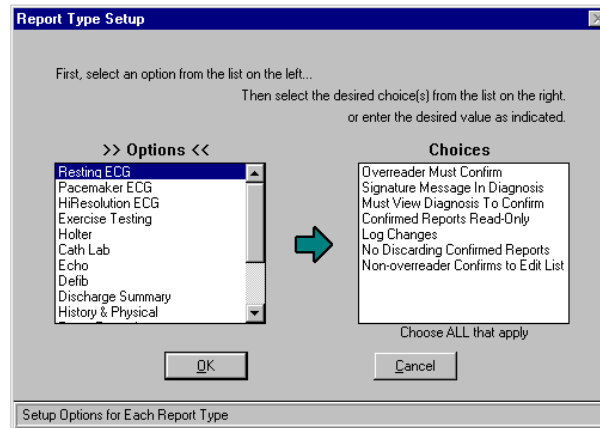 Report Type Setup
First, select an option from the list on the left...
Then select the desired choice(s) from the list on the right.
or enter the desired value as indicated.
>> Options <<
Resting ECG
Pacemaker ECG
HiResolution ECG
Exercise Testing
Holter
Cath Lab
Echo
Defib
Discharge Summary
History & Physical
Choices
Overreader Must Confirm
Signature Message In Diagnosis
Must View Diagnosis To Confirm
Confirmed Reports Read-Only
Log Changes
No Discarding Confirmed Reports
Non-overreader Confirms to Edit List
Choose ALL that apply
OK
Cancel
Setup Options for Each Report Type